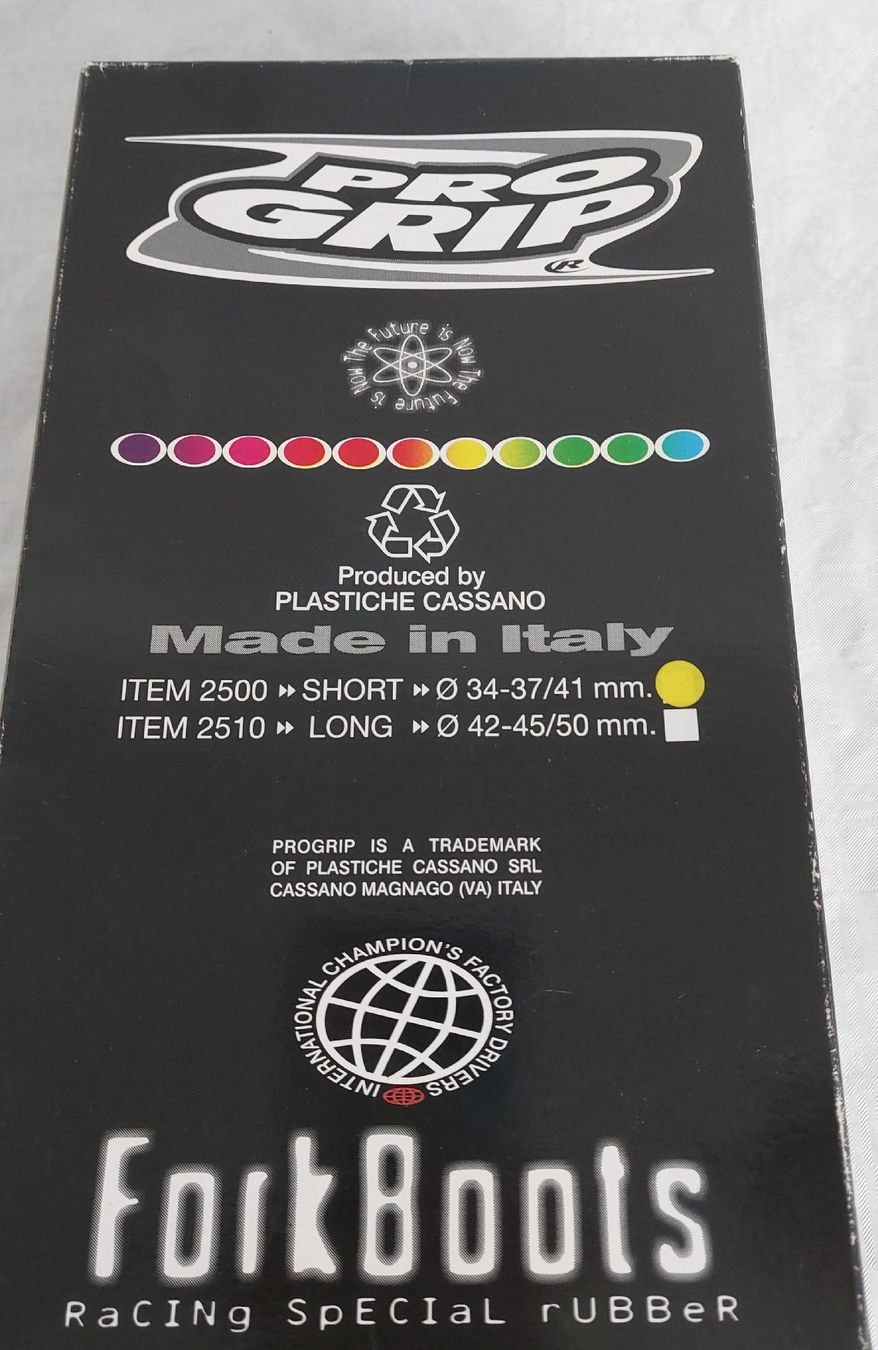 PRO
GRIP
®
The Future is Now The Future is Now
Produced by
PLASTICHE CASSANO
Made in Italy
ITEM 2500 ▸▸ SHORT ▸▸ Ø 34-37/41 mm.
ITEM 2510 ▸▸ LONG ▸▸ Ø 42-45/50 mm.
PROGRIP IS A TRADEMARK
OF PLASTICHE CASSANO SRL
CASSANO MAGNAGO (VA) ITALY
INTERNATIONAL CHAMPION'S FACTORY DRIVERS
ForkBoots
RaCINg SpECIaL rUBBeR